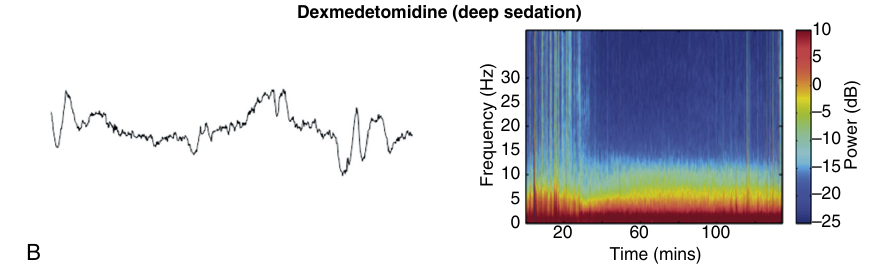 Dexmedetomidine (deep sedation)
B
Frequency (Hz)
30
25
20
15
10
5
0
20 60 100
Time (mins)
10
5
0
–5
–10
–15
–20
–25
Power (dB)